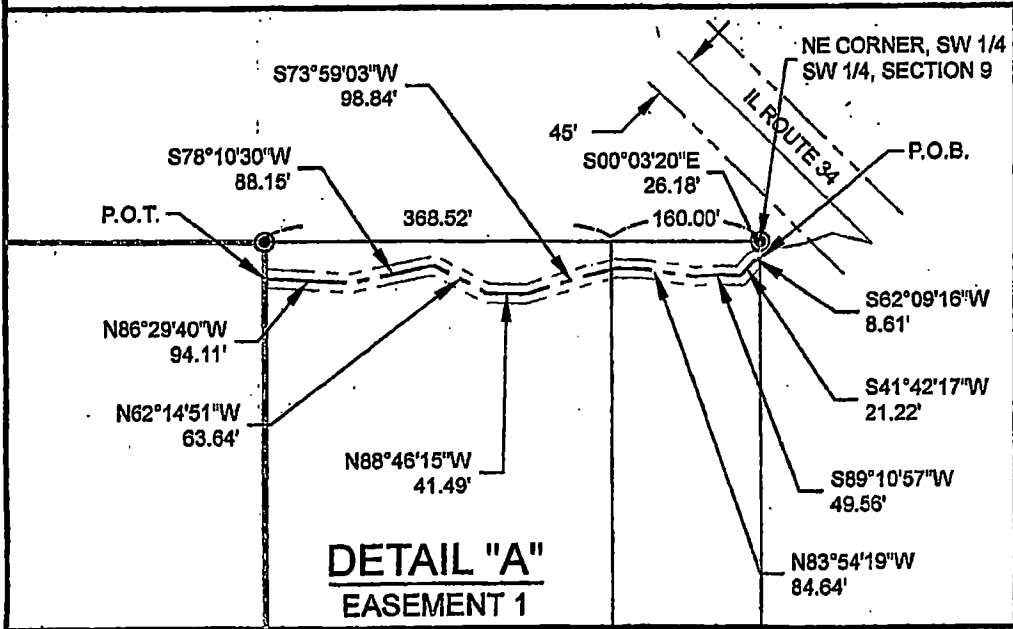 NE CORNER, SW 1/4
SW 1/4, SECTION 9
S73°59'03"W
98.84'
IL ROUTE 34
45'
S78°10'30"W
88.15'
S00°03'20"E
26.18'
P.O.B.
P.O.T.
368.52'
160.00'
N86°29'40"W
94.11'
S62°09'16"W
8.61'
N62°14'51"W
63.64'
S41°42'17"W
21.22'
N88°46'15"W
41.49'
S89°10'57"W
49.56'
DETAIL "A"
EASEMENT 1
N83°54'19"W
84.64'